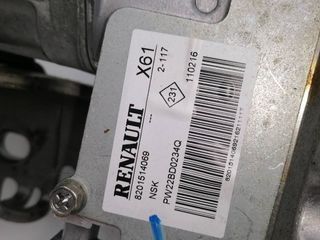 RENAULT X61
8201514069 --- 2-117
NSK 231 110216
PW22BD0234Q